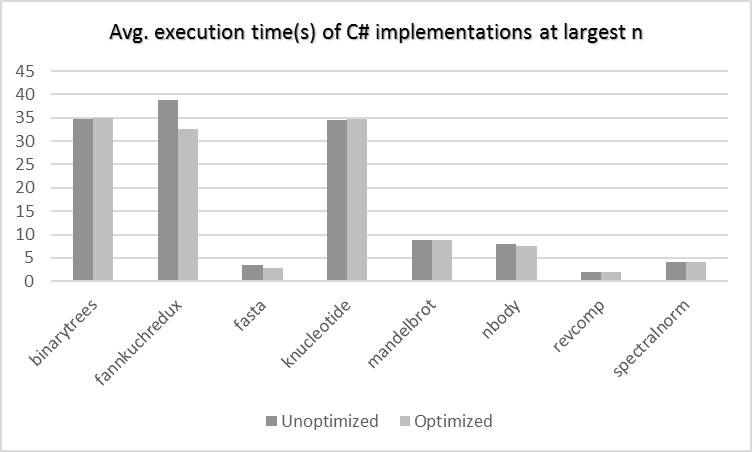 Avg. execution time(s) of C# implementations at largest n
45
40
35
30
25
20
15
10
5
0
binarytrees
fannkuchredux
fasta
knucleotide
mandelbrot
nbody
revcomp
spectralnorm
Unoptimized Optimized